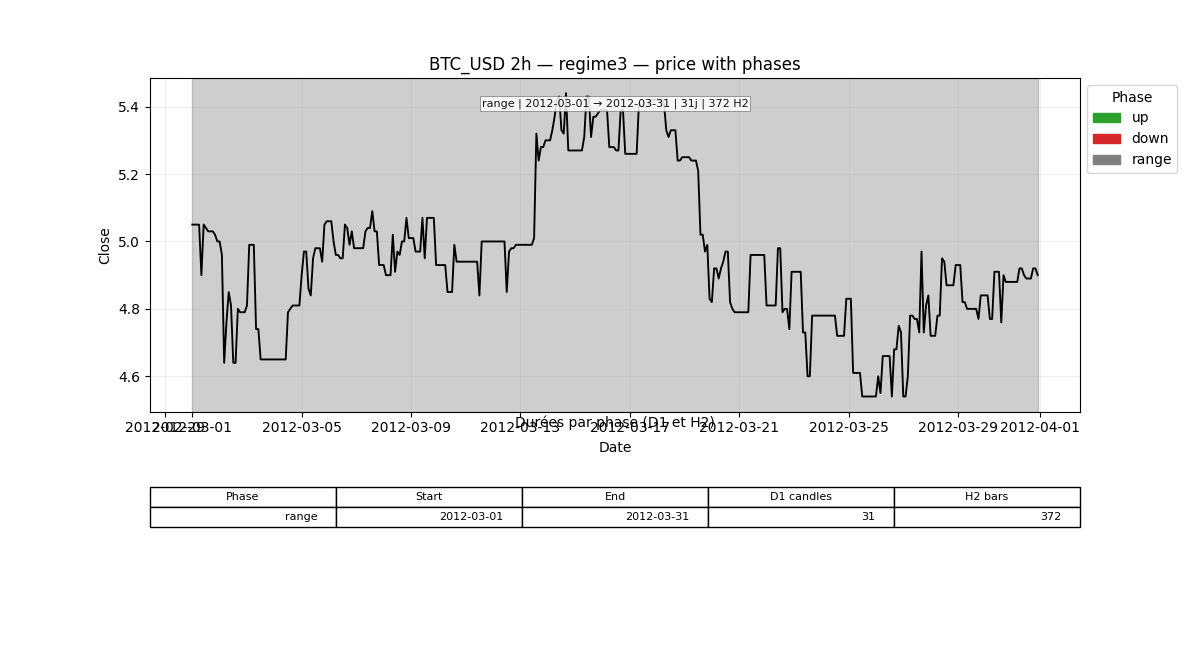 BTC_USD 2h — regime3 — price with phases
range | 2012-03-01 → 2012-03-31 | 31j | 372 H2
Phase
up
down
range
Close
5.4
5.2
5.0
4.8
4.6
2012-02-28 2012-03-01 2012-03-05 2012-03-09 2012-03-13 2012-03-17 2012-03-21 2012-03-25 2012-03-29 2012-04-01
Durées par phase (D1 et H2)
Date
Phase Start End D1 candles H2 bars
range 2012-03-01 2012-03-31 31 372